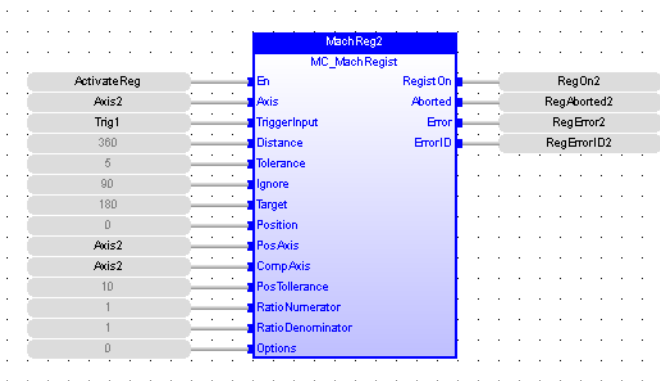 MachReg2
MC_MachRegist
ActivateReg En RegistOn RegOn2
Axis2 Axis Aborted RegAborted2
Trig1 TriggerInput Error RegError2
360 Distance ErrorID RegErrorID2
5 Tolerance
90 Ignore
180 Target
0 Position
Axis2 PosAxis
Axis2 CompAxis
10 PosTollerance
1 RatioNumerator
1 RatioDenominator
0 Options